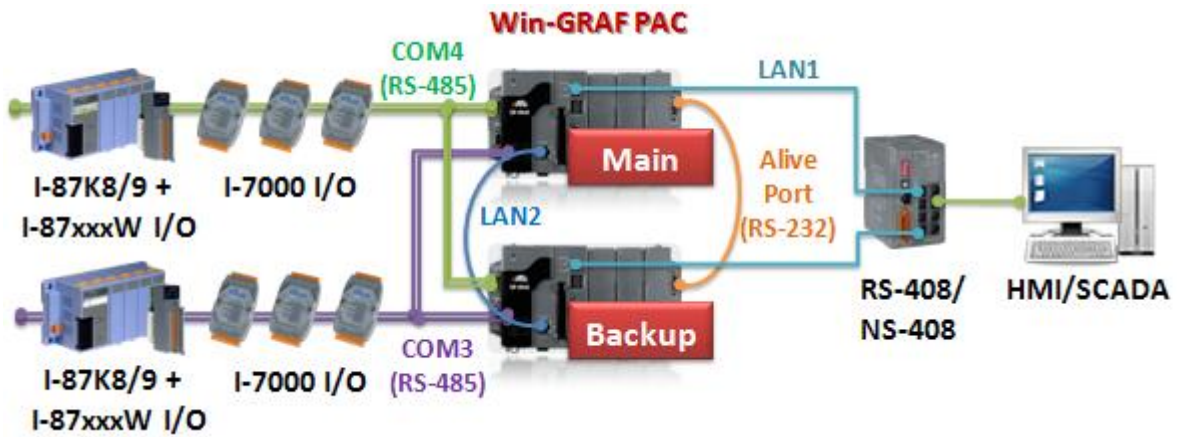 Win-GRAF PAC
COM4
(RS-485)
LAN1
I-87K8/9 +
I-87xxxW I/O
I-7000 I/O
Main
LAN2
Alive
Port
(RS-232)
RS-408/
NS-408
HMI/SCADA
Backup
COM3
(RS-485)
I-87K8/9 +
I-87xxxW I/O
I-7000 I/O